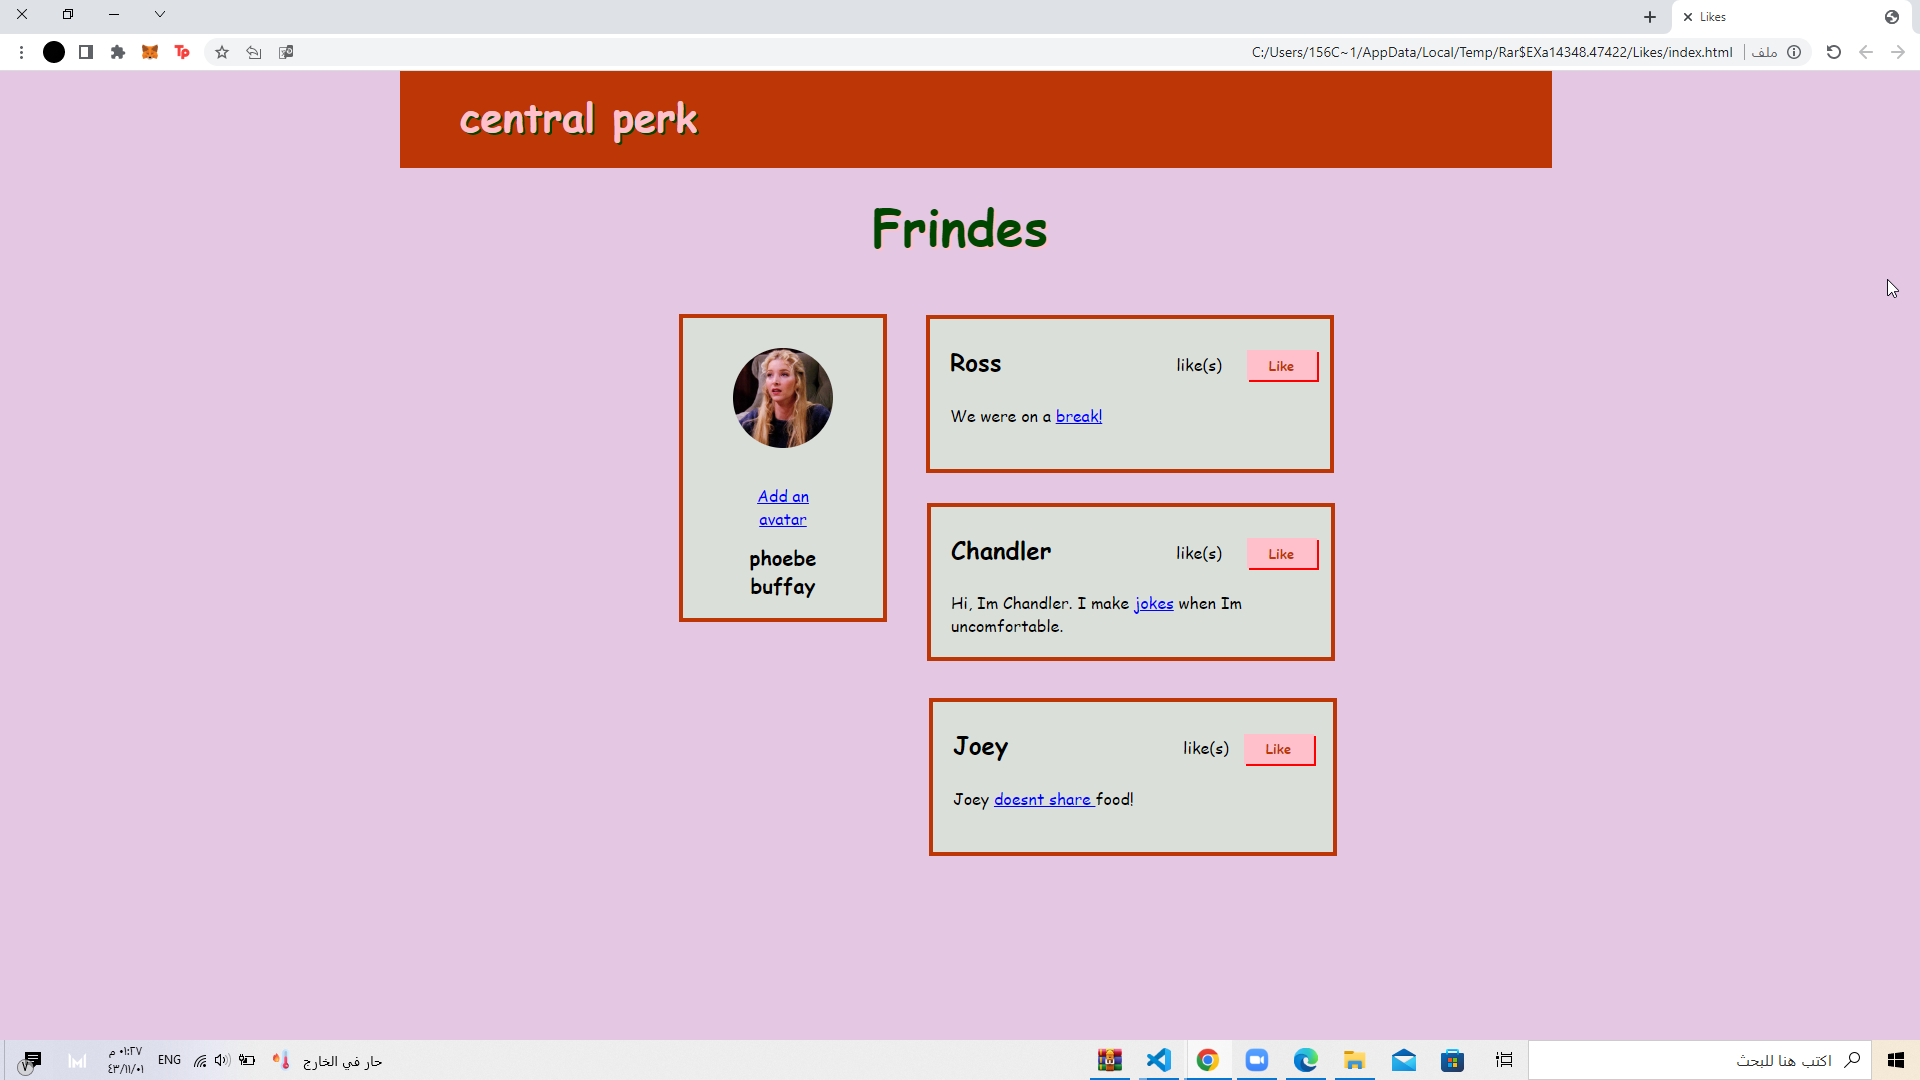 Likes
C:/Users/156C~1/AppData/Local/Temp/Rar$EXa14348.47422/Likes/index.html
ملف
central perk
Frindes
Add an
avatar
phoebe
buffay
Ross
like(s)
Like
We were on a break!
Chandler
like(s)
Like
Hi, Im Chandler. I make jokes when Im
uncomfortable.
Joey
like(s)
Like
Joey doesnt share food!
٠١:٢٧ م
٤٣/١١/٠١
ENG
حار في الخارج
اكتب هنا للبحث